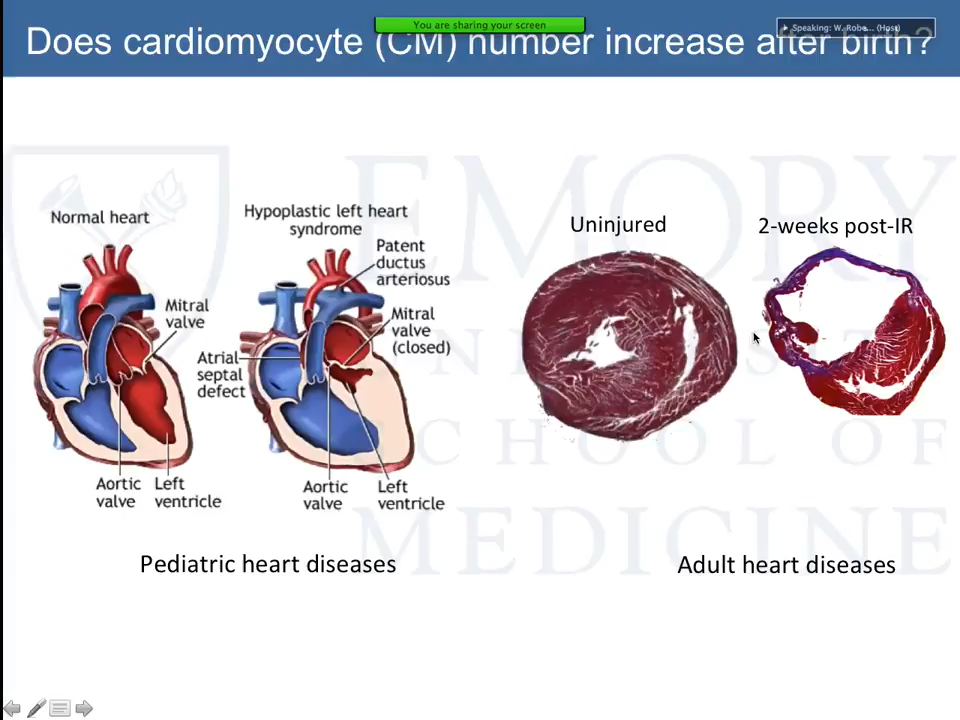 You are sharing your screen
Speaking: W. Robe... (Host)
Does cardiomyocyte (CM) number increase after birth?
EMORY
SCHOOL OF
MEDICINE
Normal heart
Mitral
valve
Aortic
valve
Left
ventricle
Hypoplastic left heart
syndrome
Patent
ductus
arteriosus
Mitral
valve
(closed)
Atrial
septal
defect
Aortic
valve
Left
ventricle
Uninjured
2-weeks post-IR
Pediatric heart diseases
Adult heart diseases